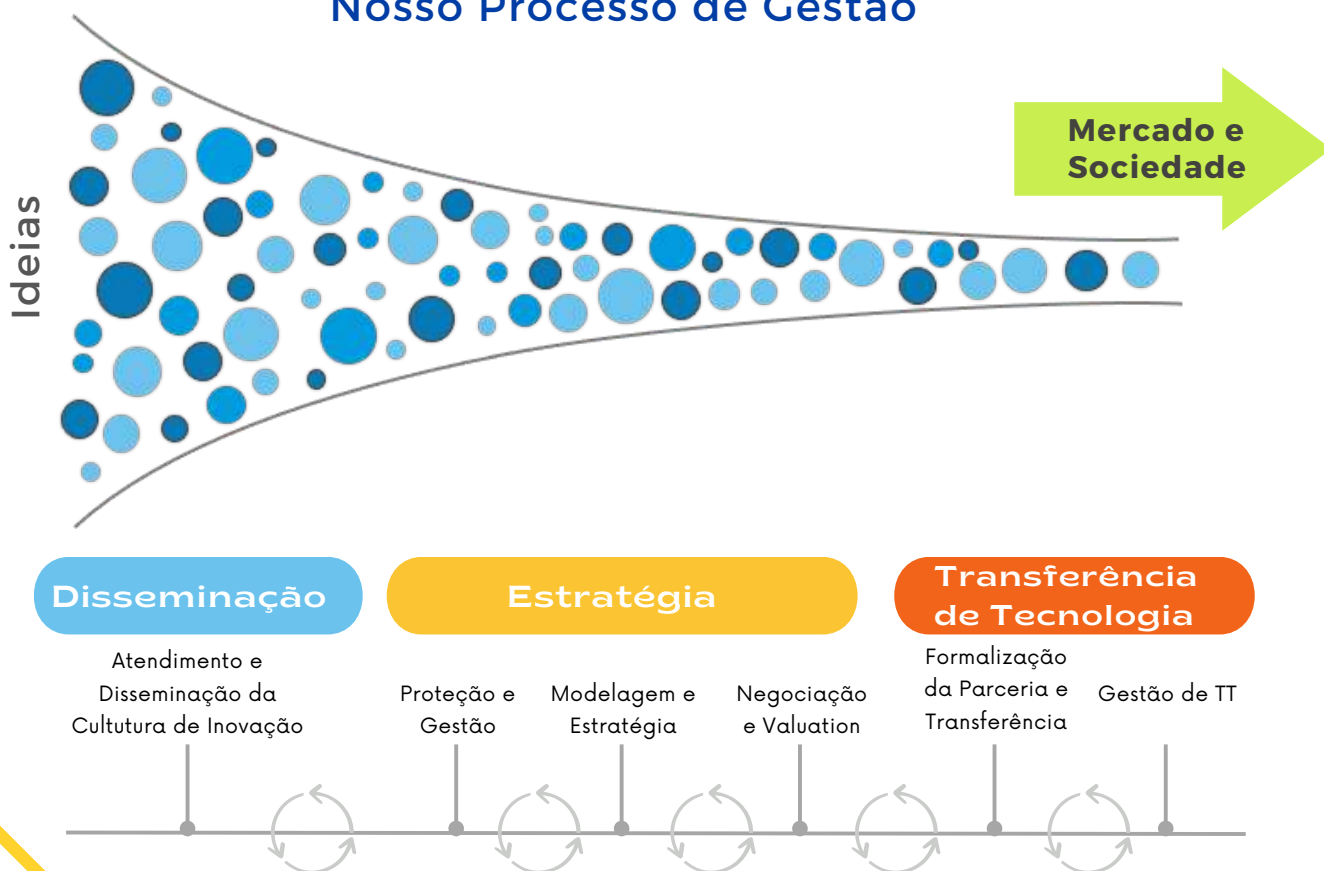 Nosso Processo de Gestão
Mercado e
Sociedade
Ideias
Disseminação
Estratégia
Transferência
de Tecnologia
Atendimento e
Disseminação da
Cultutura de Inovação
Proteção e
Gestão
Modelagem e
Estratégia
Negociação
e Valuation
Formalização
da Parceria e
Transferência
Gestão de TT